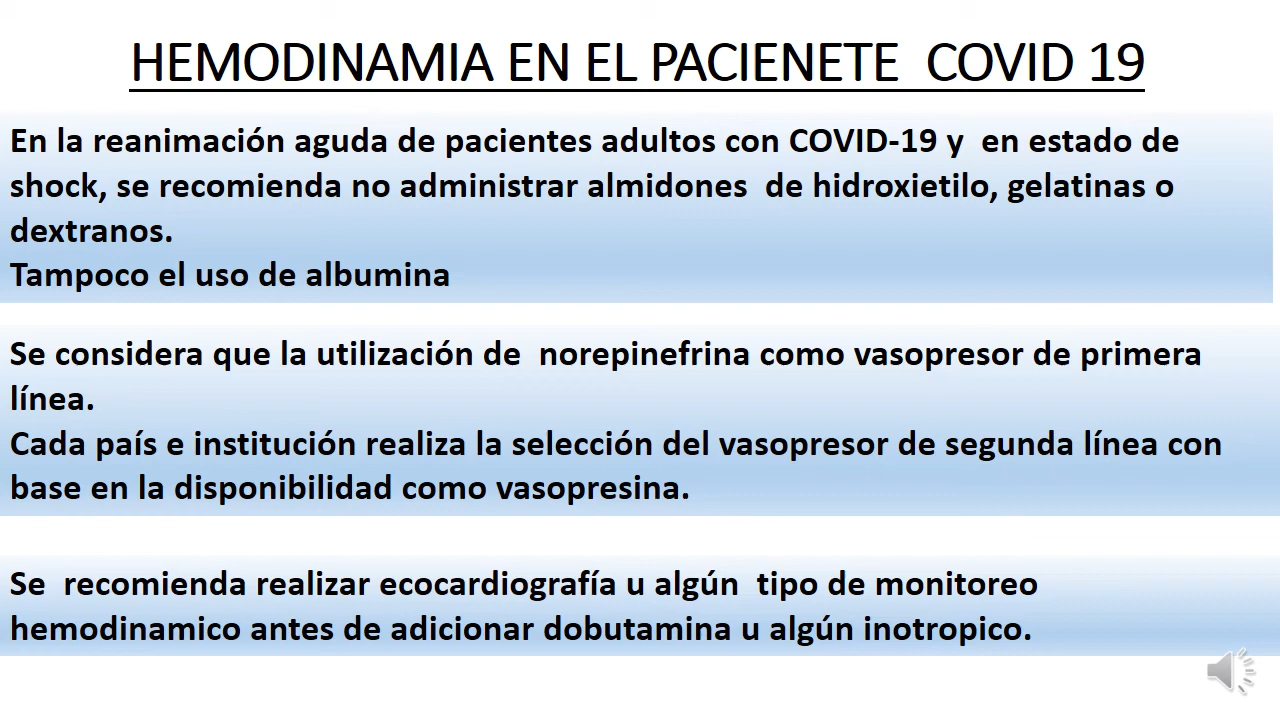 HEMODINAMIA EN EL PACIENETE COVID 19
En la reanimación aguda de pacientes adultos con COVID-19 y en estado de
shock, se recomienda no administrar almidones de hidroxietilo, gelatinas o
dextranos.
Tampoco el uso de albumina
Se considera que la utilización de norepinefrina como vasopresor de primera
línea.
Cada país e institución realiza la selección del vasopresor de segunda línea con
base en la disponibilidad como vasopresina.
Se recomienda realizar ecocardiografía u algún tipo de monitoreo
hemodinamico antes de adicionar dobutamina u algún inotropico.